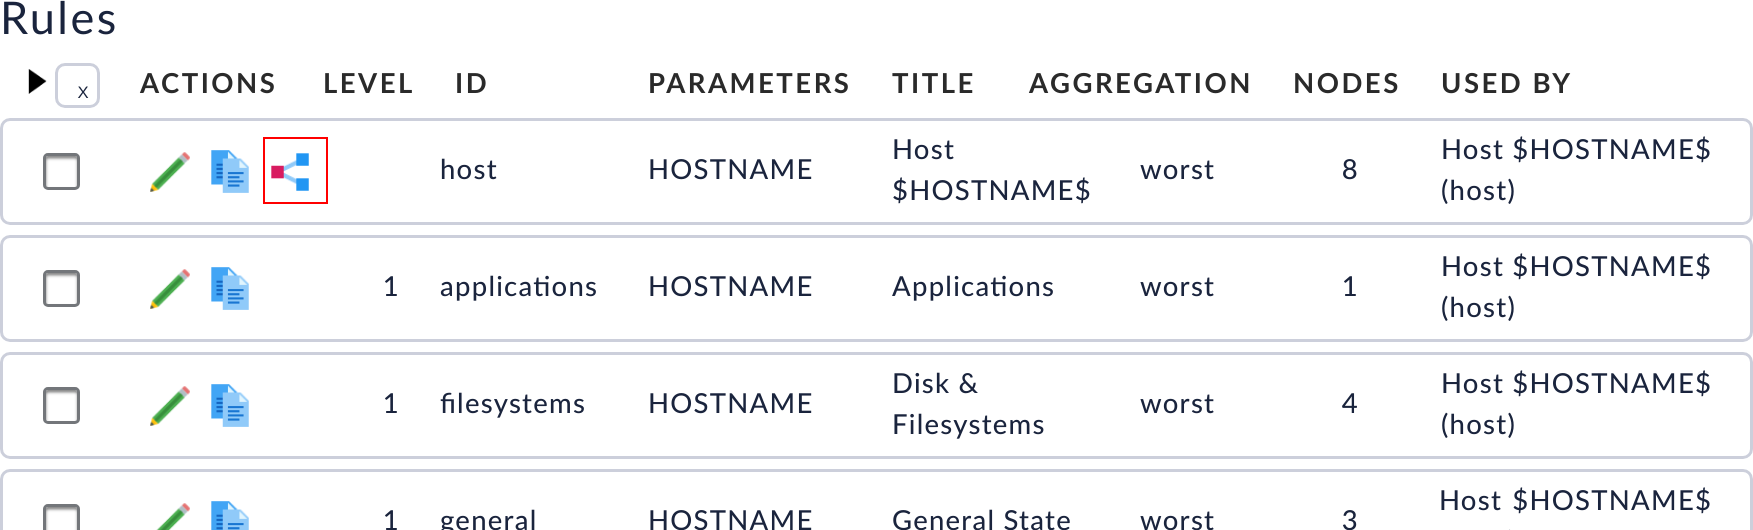 Rules
x ACTIONS LEVEL ID PARAMETERS TITLE AGGREGATION NODES USED BY
host HOSTNAME Host $HOSTNAME$ worst 8 Host $HOSTNAME$ (host)
1 applications HOSTNAME Applications worst 1 Host $HOSTNAME$ (host)
1 filesystems HOSTNAME Disk & Filesystems worst 4 Host $HOSTNAME$ (host)
1 general HOSTNAME General State worst 3 Host $HOSTNAME$